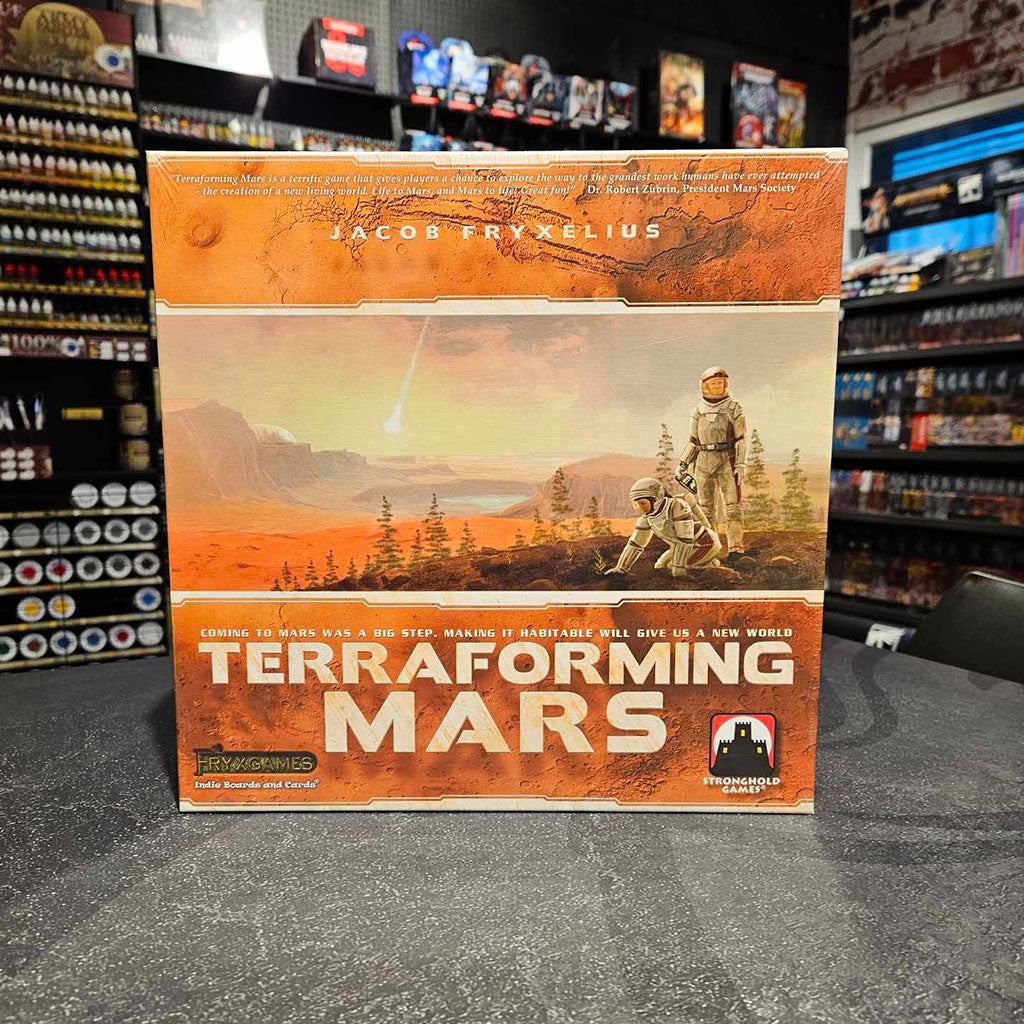 ARMY
100%
"Terraforming Mars is a terrific game that gives players a chance to explore the way to the grandest work humans have ever attempted
- the creation of a new living world. Life to Mars, and Mars to life! Great fun!" Dr. Robert Zubrin, President Mars Society
JACOB FRYXELIUS
COMING TO MARS WAS A BIG STEP. MAKING IT HABITABLE WILL GIVE US A NEW WORLD
TERRAFORMING
MARS
FRYXGAMES
Indie Boards and Cards®
STRONGHOLD
GAMES®